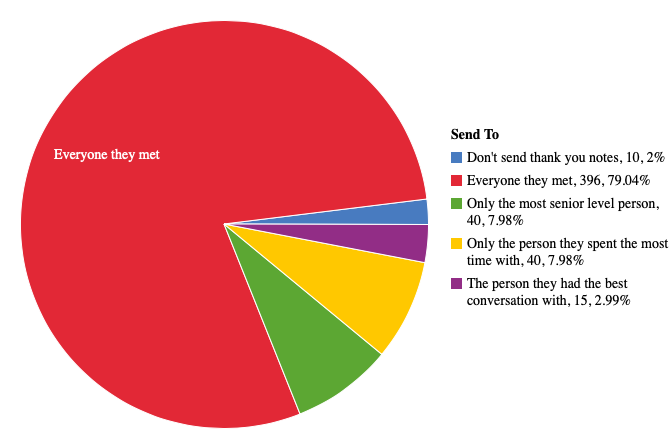 Everyone they met
Send To
Don't send thank you notes, 10, 2%
Everyone they met, 396, 79.04%
Only the most senior level person,
40, 7.98%
Only the person they spent the most
time with, 40, 7.98%
The person they had the best
conversation with, 15, 2.99%